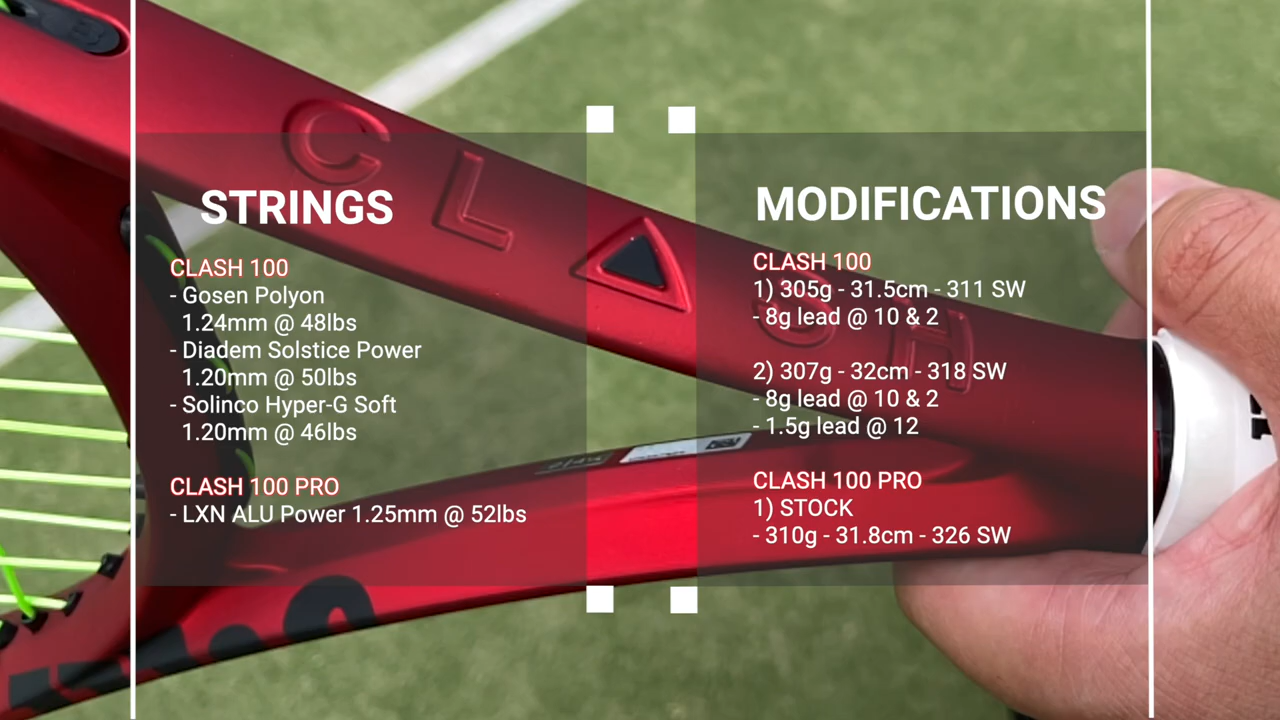 CLASH
STRINGS
CLASH 100
- Gosen Polyon
1.24mm @ 48lbs
- Diadem Solstice Power
1.20mm @ 50lbs
- Solinco Hyper-G Soft
1.20mm @ 46lbs
CLASH 100 PRO
- LXN ALU Power 1.25mm @ 52lbs
MODIFICATIONS
CLASH 100
1) 305g - 31.5cm - 311 SW
- 8g lead @ 10 & 2
2) 307g - 32cm - 318 SW
- 8g lead @ 10 & 2
- 1.5g lead @ 12
CLASH 100 PRO
1) STOCK
- 310g - 31.8cm - 326 SW